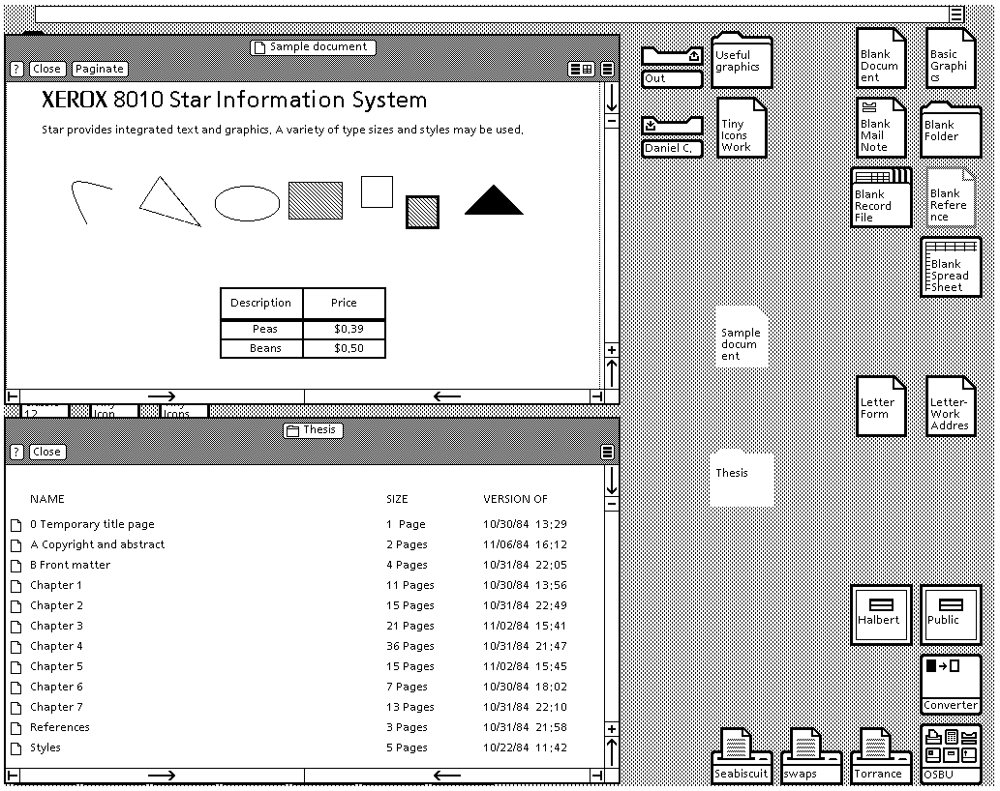 Sample document
? Close Paginate
XEROX 8010 Star Information System
Star provides integrated text and graphics. A variety of type sizes and styles may be used.
Description Price
Peas $0.39
Beans $0.50
12
Icon
Icons
Thesis
? Close
NAME SIZE VERSION OF
0 Temporary title page 1 Page 10/30/84 13:29
A Copyright and abstract 2 Pages 11/06/84 16:12
B Front matter 4 Pages 10/31/84 22:05
Chapter 1 11 Pages 10/30/84 13:56
Chapter 2 15 Pages 10/31/84 22:49
Chapter 3 21 Pages 11/02/84 15:41
Chapter 4 36 Pages 10/31/84 21:47
Chapter 5 15 Pages 11/02/84 15:45
Chapter 6 7 Pages 10/30/84 18:02
Chapter 7 13 Pages 10/31/84 22:10
References 3 Pages 10/31/84 21:58
Styles 5 Pages 10/22/84 11:42
Out
Useful
graphics
Blank
Docum
ent
Basic
Graphi
cs
Daniel C.
Tiny
Icons
Work
Blank
Mail
Note
Blank
Folder
Blank
Record
File
Blank
Refere
nce
Blank
Spread
Sheet
Sample
docum
ent
Letter
Form
Letter-
Work
Addres
Thesis
Halbert
Public
Converter
Seabiscuit
swaps
Torrance
OSBU